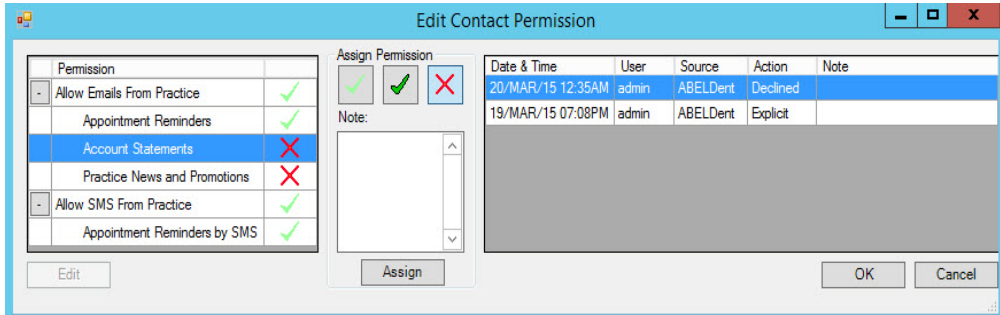 Edit Contact Permission
Permission
- Allow Emails From Practice
Appointment Reminders
Account Statements
Practice News and Promotions
- Allow SMS From Practice
Appointment Reminders by SMS
Edit
Assign Permission
Note:
Assign
Date & Time User Source Action Note
20/MAR/15 12:35AM admin ABELDent Declined
19/MAR/15 07:08PM admin ABELDent Explicit
OK Cancel